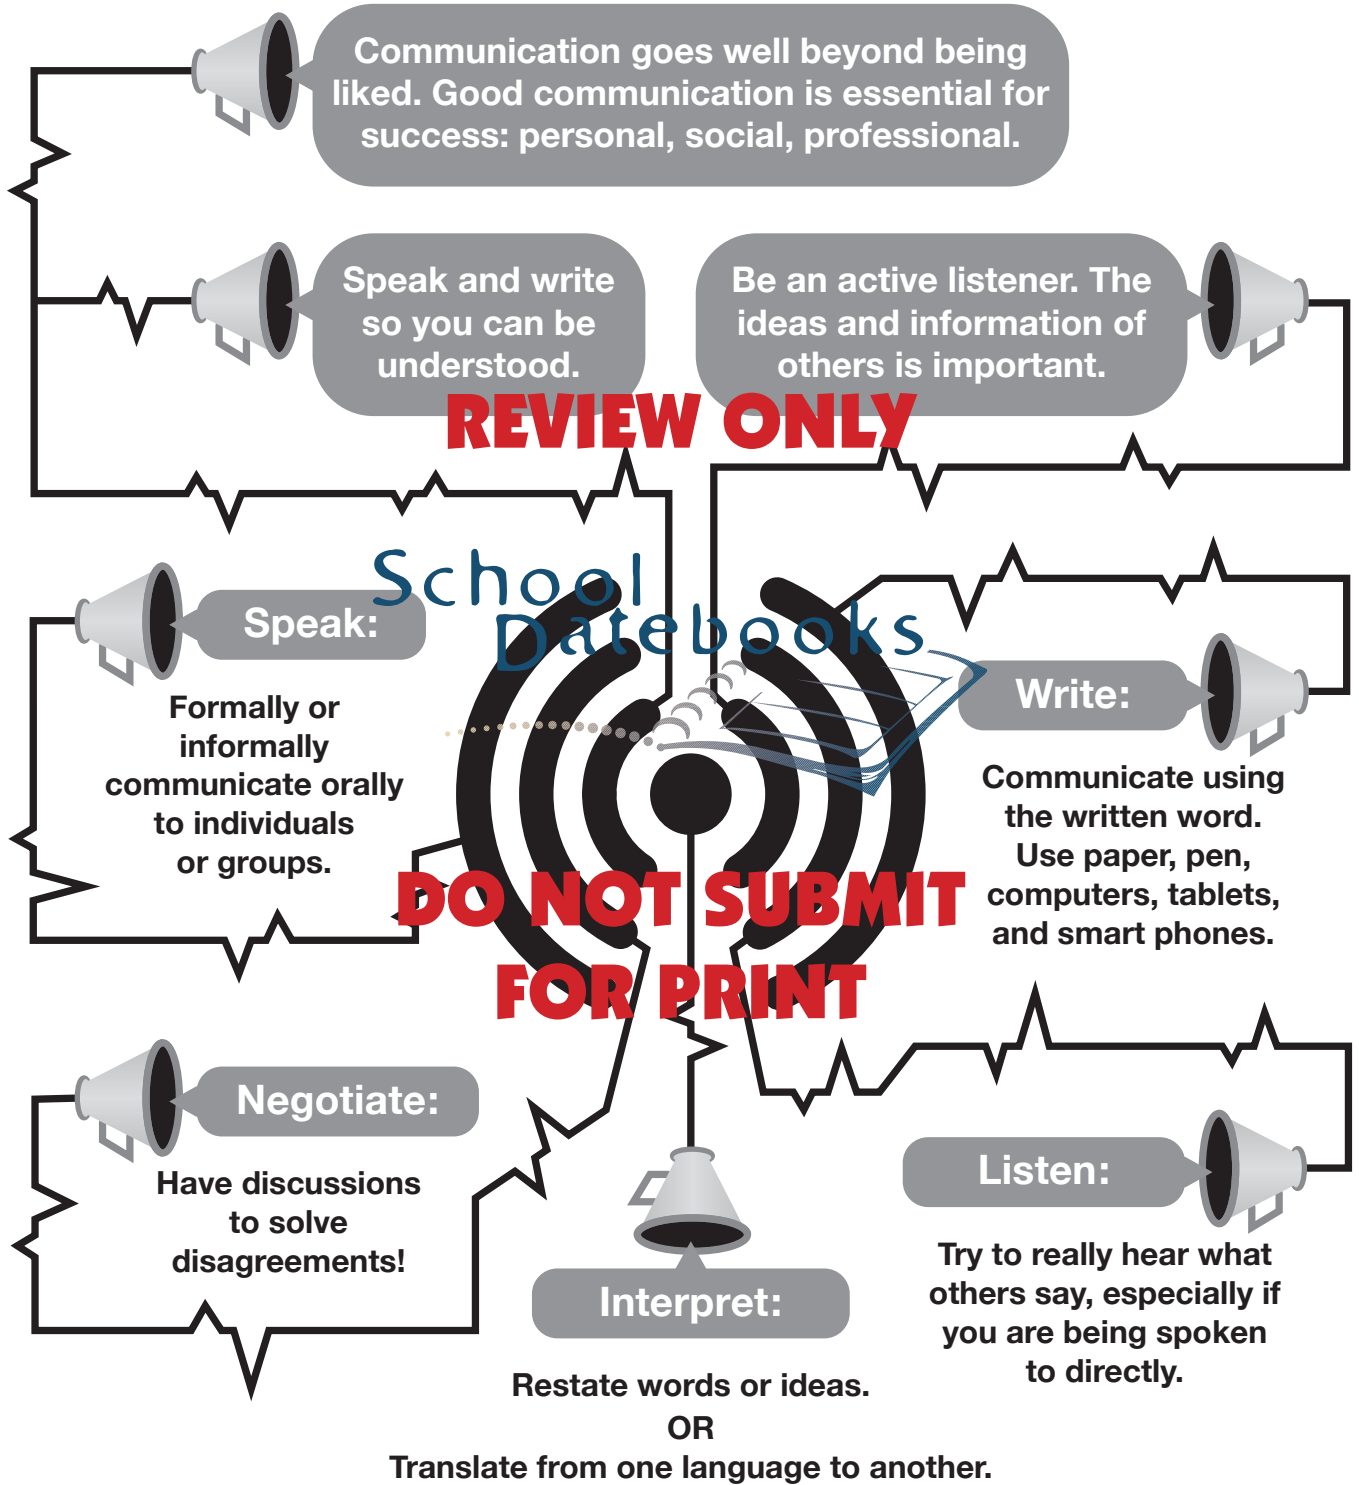 Communication goes well beyond being
liked. Good communication is essential for
success: personal, social, professional.
Speak and write
so you can be
understood.
Be an active listener. The
ideas and information of
others is important.
REVIEW ONLY
School
Datebooks
Speak:
Formally or
informally
communicate orally
to individuals
or groups.
Write:
Communicate using
the written word.
Use paper, pen,
computers, tablets,
and smart phones.
DO NOT SUBMIT
FOR PRINT
Negotiate:
Have discussions
to solve
disagreements!
Interpret:
Restate words or ideas.
OR
Translate from one language to another.
Listen:
Try to really hear what
others say, especially if
you are being spoken
to directly.